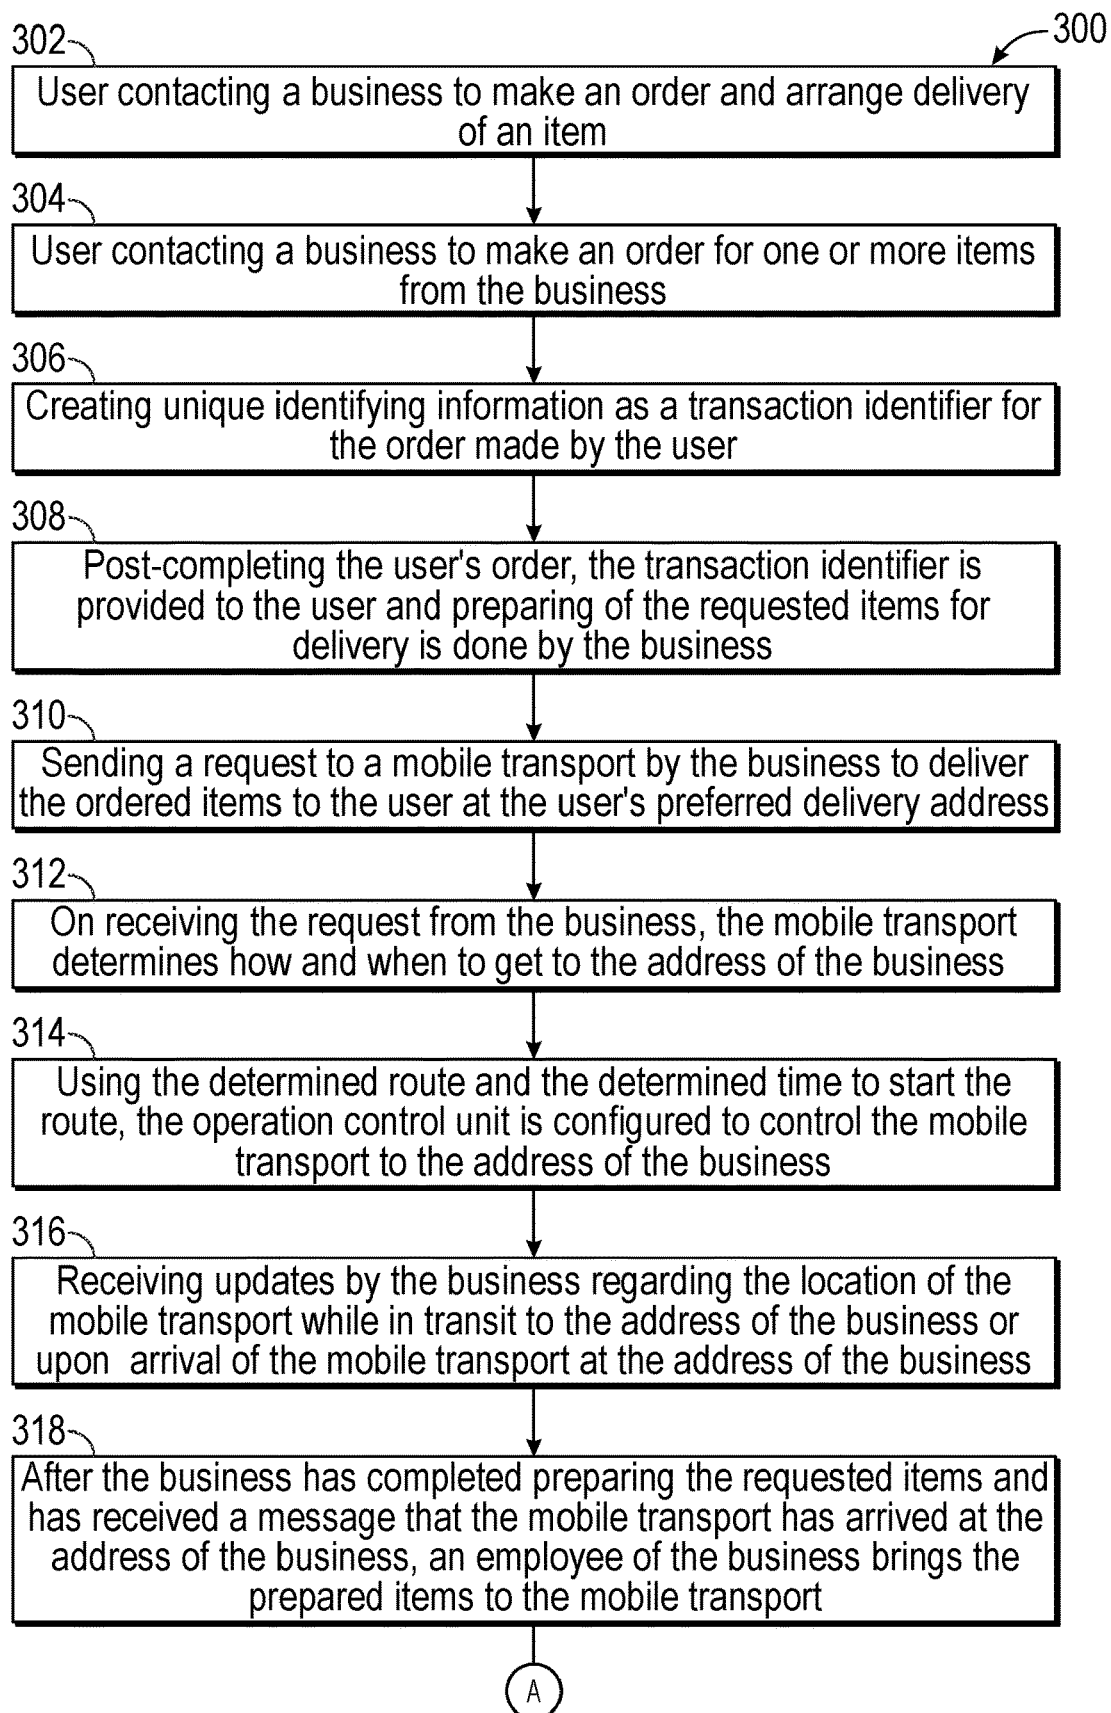 300
302
User contacting a business to make an order and arrange delivery
of an item
304
User contacting a business to make an order for one or more items
from the business
306
Creating unique identifying information as a transaction identifier for
the order made by the user
308
Post-completing the user's order, the transaction identifier is
provided to the user and preparing of the requested items for
delivery is done by the business
310
Sending a request to a mobile transport by the business to deliver
the ordered items to the user at the user's preferred delivery address
312
On receiving the request from the business, the mobile transport
determines how and when to get to the address of the business
314
Using the determined route and the determined time to start the
route, the operation control unit is configured to control the mobile
transport to the address of the business
316
Receiving updates by the business regarding the location of the
mobile transport while in transit to the address of the business or
upon arrival of the mobile transport at the address of the business
318
After the business has completed preparing the requested items and
has received a message that the mobile transport has arrived at the
address of the business, an employee of the business brings the
prepared items to the mobile transport
A